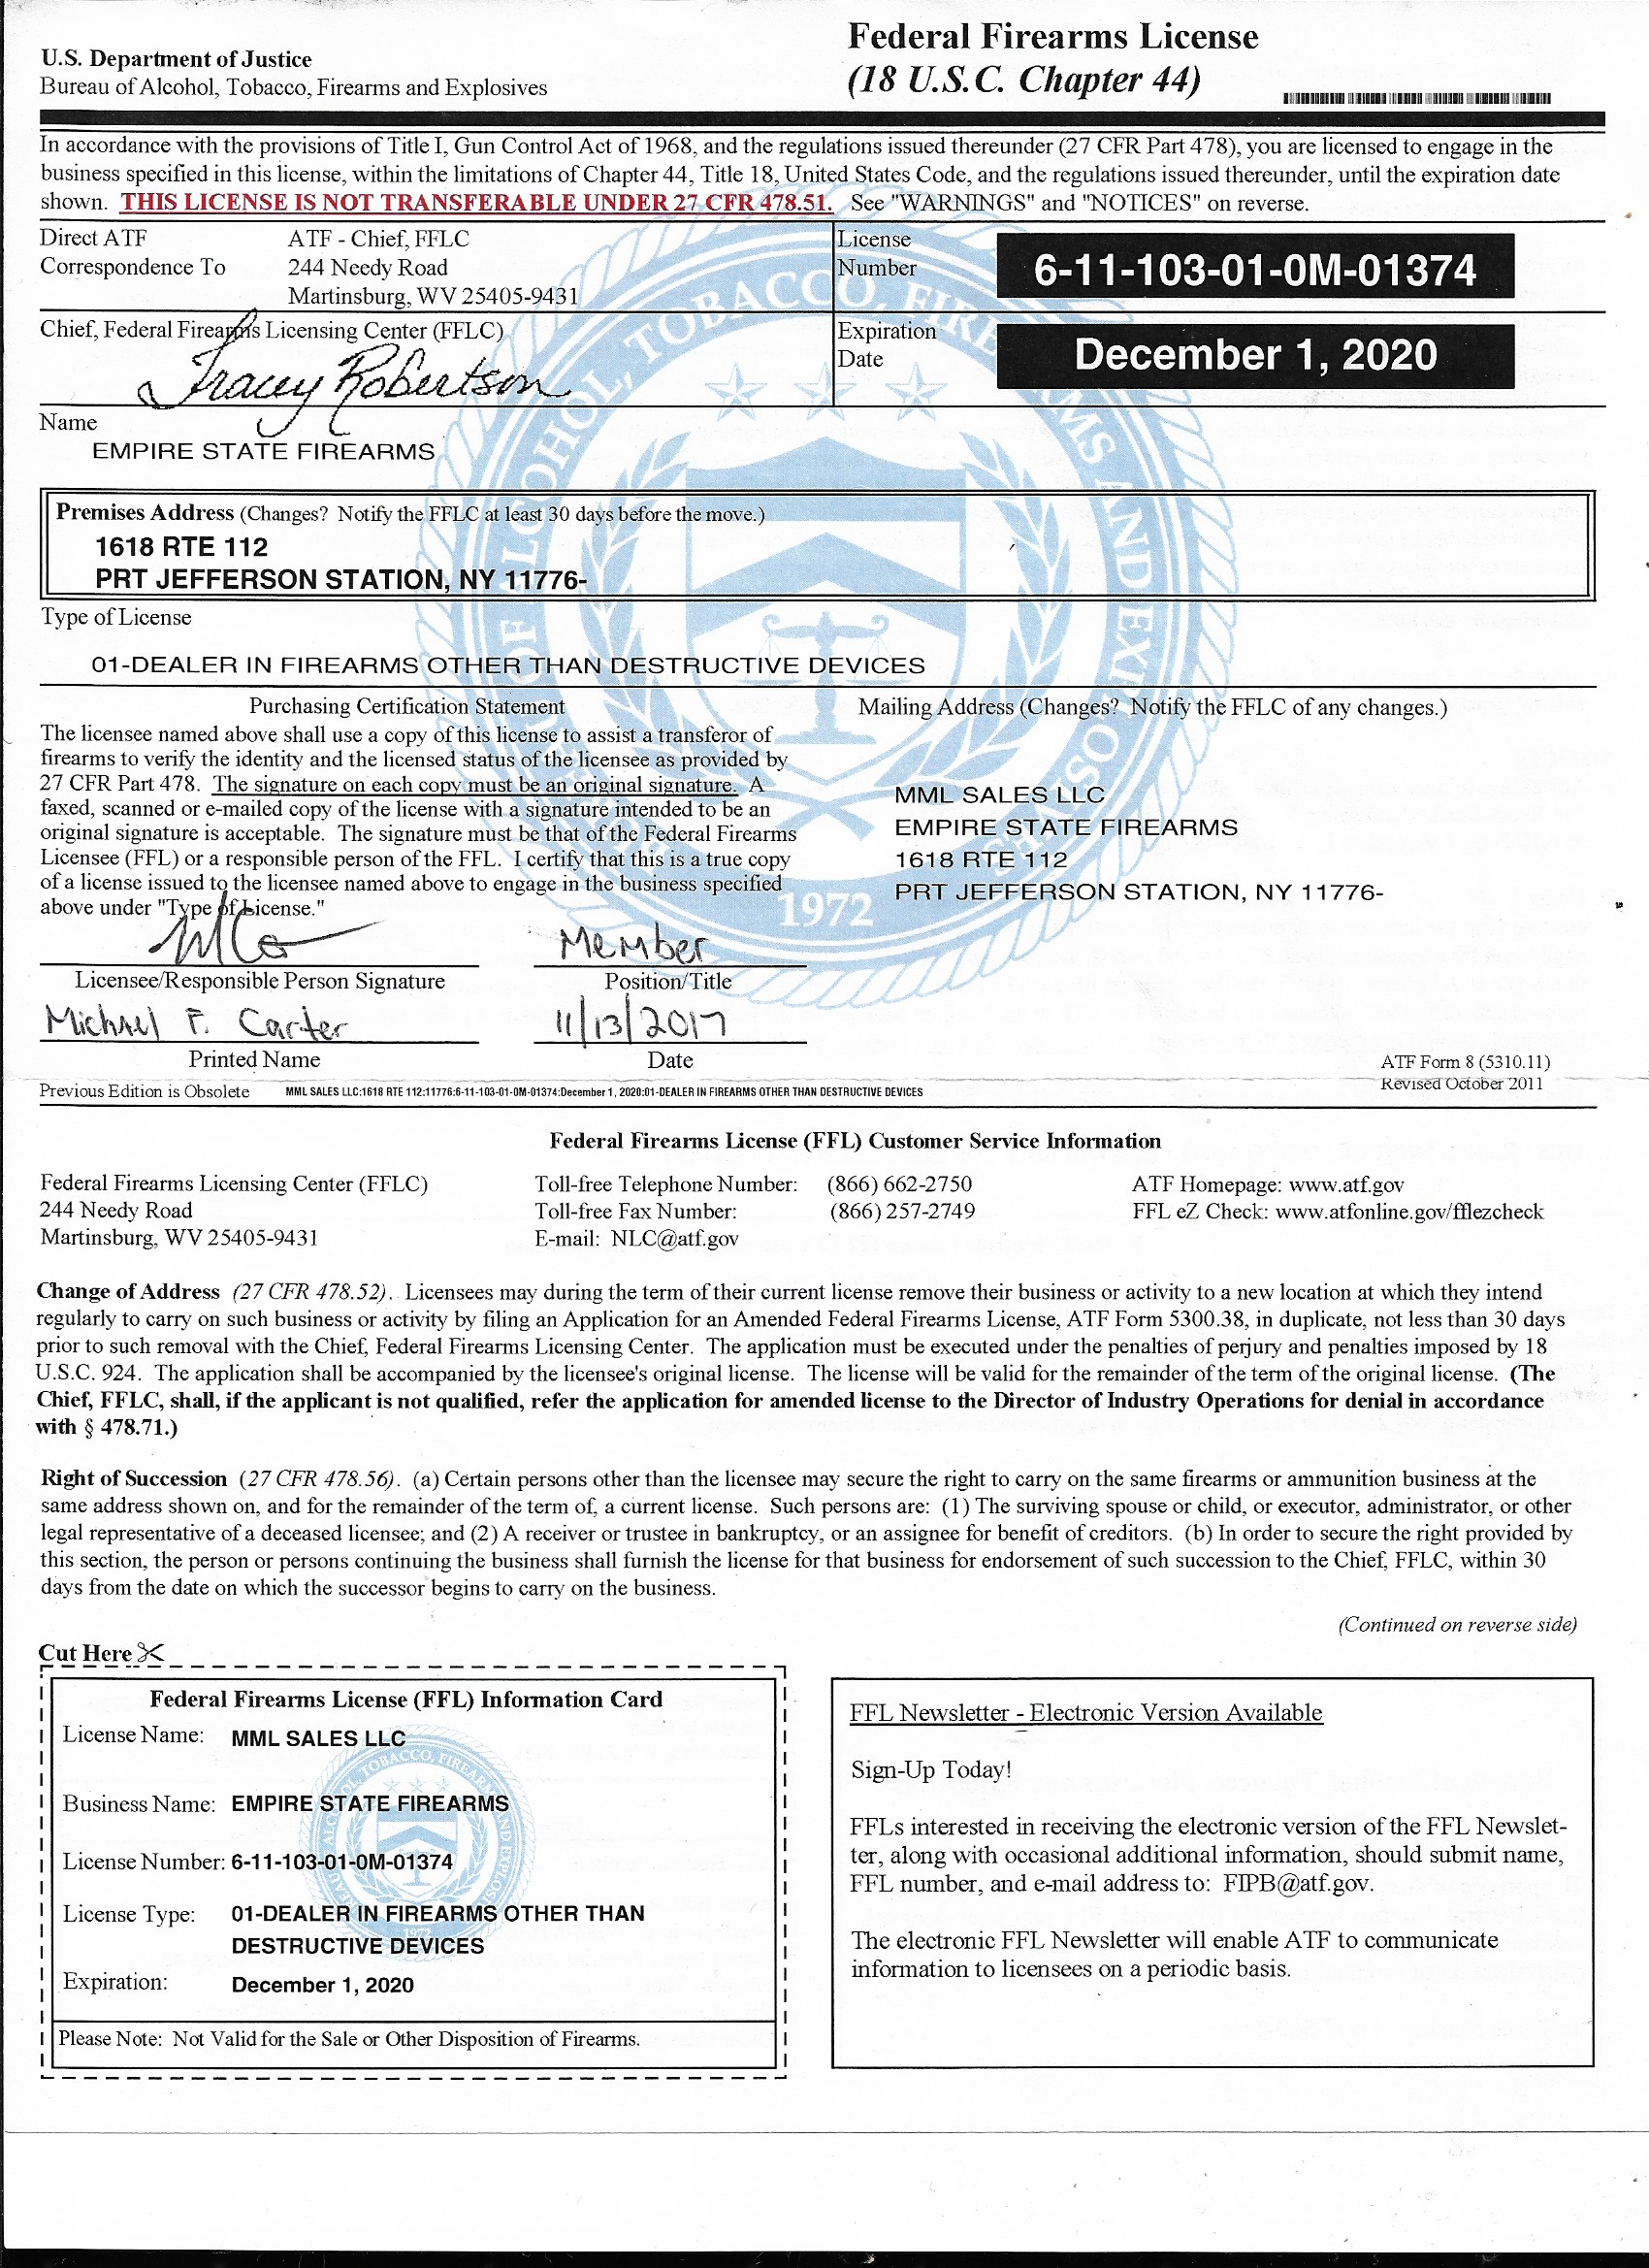 U.S. Department of Justice
Bureau of Alcohol, Tobacco, Firearms and Explosives
Federal Firearms License
(18 U.S.C. Chapter 44)
In accordance with the provisions of Title I, Gun Control Act of 1968, and the regulations issued thereunder (27 CFR Part 478), you are licensed to engage in the
business specified in this license, within the limitations of Chapter 44, Title 18, United States Code, and the regulations issued thereunder, until the expiration date
shown. THIS LICENSE IS NOT TRANSFERABLE UNDER 27 CFR 478.51. See "WARNINGS" and "NOTICES" on reverse.
Direct ATF
Correspondence To
ATF - Chief, FFLC
244 Needy Road
Martinsburg, WV 25405-9431
License
Number
6-11-103-01-0M-01374
Chief, Federal Firearms Licensing Center (FFLC)
Tracey Robertson
Expiration
Date
December 1, 2020
Name
EMPIRE STATE FIREARMS
Premises Address (Changes? Notify the FFLC at least 30 days before the move.)
1618 RTE 112
PRT JEFFERSON STATION, NY 11776-
Type of License
01-DEALER IN FIREARMS OTHER THAN DESTRUCTIVE DEVICES
Purchasing Certification Statement
The licensee named above shall use a copy of this license to assist a transferor of
firearms to verify the identity and the licensed status of the licensee as provided by
27 CFR Part 478. The signature on each copy must be an original signature. A
faxed, scanned or e-mailed copy of the license with a signature intended to be an
original signature is acceptable. The signature must be that of the Federal Firearms
Licensee (FFL) or a responsible person of the FFL. I certify that this is a true copy
of a license issued to the licensee named above to engage in the business specified
above under "Type of License."
Mailing Address (Changes? Notify the FFLC of any changes.)
MML SALES LLC
EMPIRE STATE FIREARMS
1618 RTE 112
PRT JEFFERSON STATION, NY 11776-
1972
Member
Licensee/Responsible Person Signature
Position/Title
Michael F. Carter
11/13/2017
Printed Name
Date
ATF Form 8 (5310.11)
Revised October 2011
Previous Edition is Obsolete
MML SALES LLC:1618 RTE 112:11776:6-11-103-01-0M-01374:December 1, 2020:01-DEALER IN FIREARMS OTHER THAN DESTRUCTIVE DEVICES
Federal Firearms License (FFL) Customer Service Information
Federal Firearms Licensing Center (FFLC)
244 Needy Road
Martinsburg, WV 25405-9431
Toll-free Telephone Number: (866) 662-2750
Toll-free Fax Number: (866) 257-2749
E-mail: NLC@atf.gov
ATF Homepage: www.atf.gov
FFL eZ Check: www.atfonline.gov/fflezcheck
Change of Address (27 CFR 478.52). Licensees may during the term of their current license remove their business or activity to a new location at which they intend
regularly to carry on such business or activity by filing an Application for an Amended Federal Firearms License, ATF Form 5300.38, in duplicate, not less than 30 days
prior to such removal with the Chief, Federal Firearms Licensing Center. The application must be executed under the penalties of perjury and penalties imposed by 18
U.S.C. 924. The application shall be accompanied by the licensee's original license. The license will be valid for the remainder of the term of the original license. (The
Chief, FFLC, shall, if the applicant is not qualified, refer the application for amended license to the Director of Industry Operations for denial in accordance
with § 478.71.)
Right of Succession (27 CFR 478.56). (a) Certain persons other than the licensee may secure the right to carry on the same firearms or ammunition business at the
same address shown on, and for the remainder of the term of, a current license. Such persons are: (1) The surviving spouse or child, or executor, administrator, or other
legal representative of a deceased licensee; and (2) A receiver or trustee in bankruptcy, or an assignee for benefit of creditors. (b) In order to secure the right provided by
this section, the person or persons continuing the business shall furnish the license for that business for endorsement of such succession to the Chief, FFLC, within 30
days from the date on which the successor begins to carry on the business.
(Continued on reverse side)
Cut Here
Federal Firearms License (FFL) Information Card
License Name: MML SALES LLC
Business Name: EMPIRE STATE FIREARMS
License Number: 6-11-103-01-0M-01374
License Type: 01-DEALER IN FIREARMS OTHER THAN
DESTRUCTIVE DEVICES
Expiration: December 1, 2020
Please Note: Not Valid for the Sale or Other Disposition of Firearms.
FFL Newsletter - Electronic Version Available
Sign-Up Today!
FFLs interested in receiving the electronic version of the FFL Newslet-
ter, along with occasional additional information, should submit name,
FFL number, and e-mail address to: FIPB@atf.gov.
The electronic FFL Newsletter will enable ATF to communicate
information to licensees on a periodic basis.